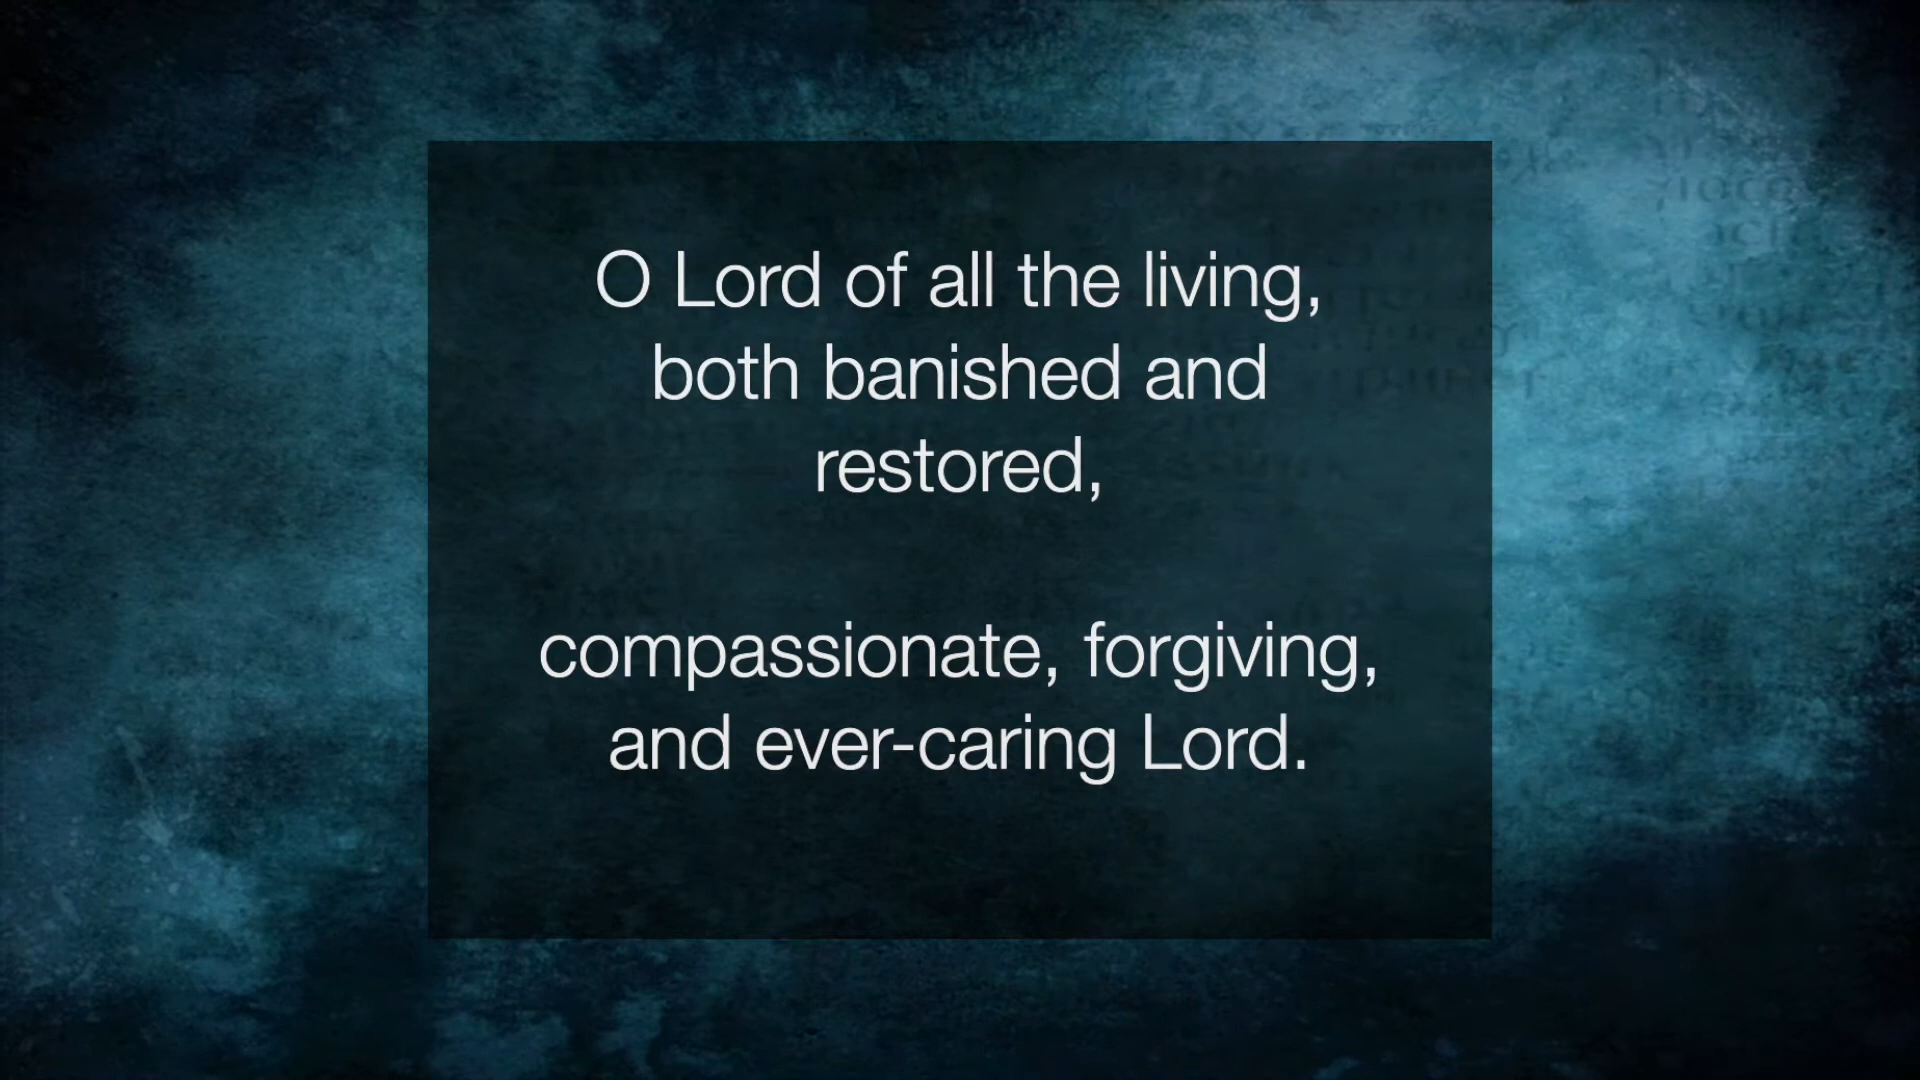 O Lord of all the living,
both banished and
restored,
compassionate, forgiving,
and ever-caring Lord.